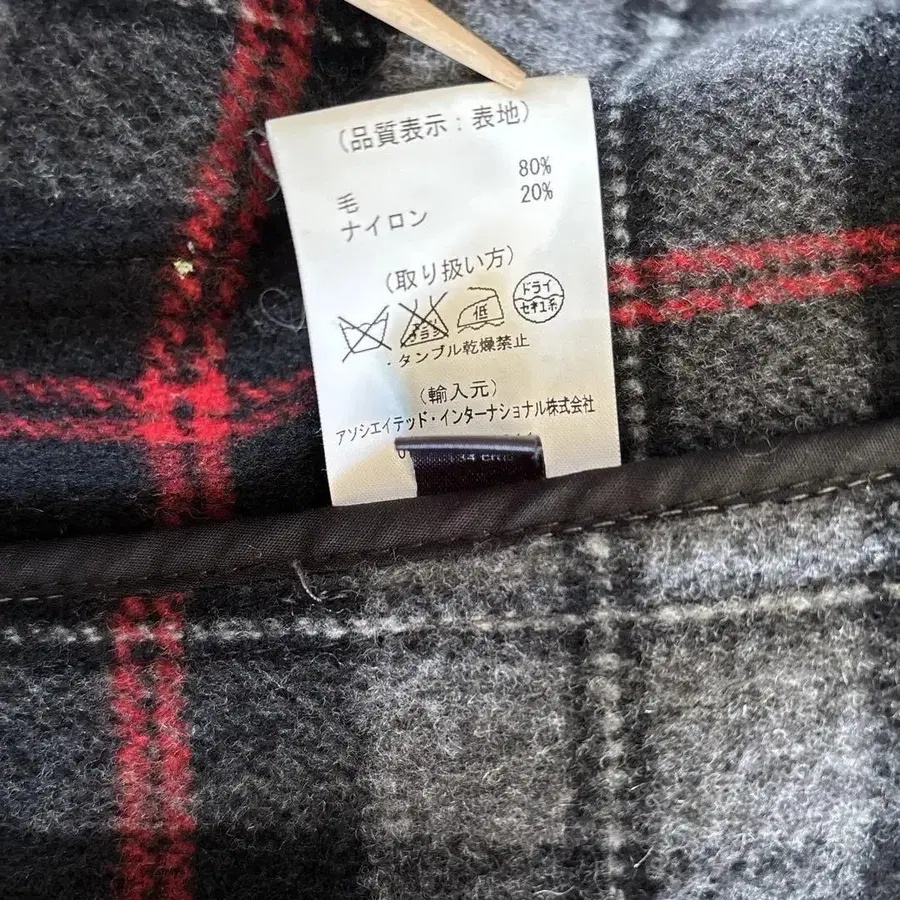 (品質表示：表地)
毛 80%
ナイロン 20%
(取り扱い方)
低
ドライ
セキユ系
・タンブル乾燥禁止
(輸入元)
アソシエイテッド・インターナショナル株式会社